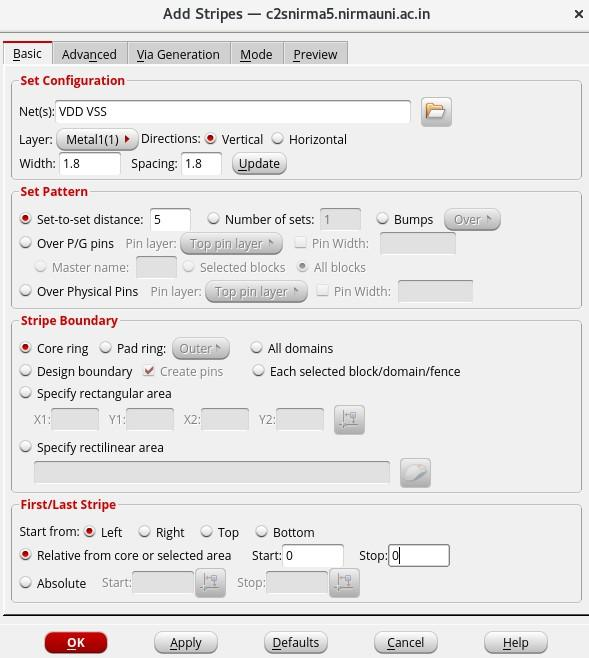 Add Stripes — c2snirma5.nirmauni.ac.in ×
Basic Advanced Via Generation Mode Preview
Set Configuration
Net(s): VDD VSS
Layer: Metal1(1) Directions: Vertical Horizontal
Width: 1.8 Spacing: 1.8 Update
Set Pattern
Set-to-set distance: 5 Number of sets: 1 Bumps Over
Over P/G pins Pin layer: Top pin layer Pin Width:
Master name: Selected blocks All blocks
Over Physical Pins Pin layer: Top pin layer Pin Width:
Stripe Boundary
Core ring Pad ring: Outer All domains
Design boundary Create pins Each selected block/domain/fence
Specify rectangular area
X1: Y1: X2: Y2:
Specify rectilinear area
First/Last Stripe
Start from: Left Right Top Bottom
Relative from core or selected area Start: 0 Stop: 0
Absolute Start: Stop:
OK Apply Defaults Cancel Help